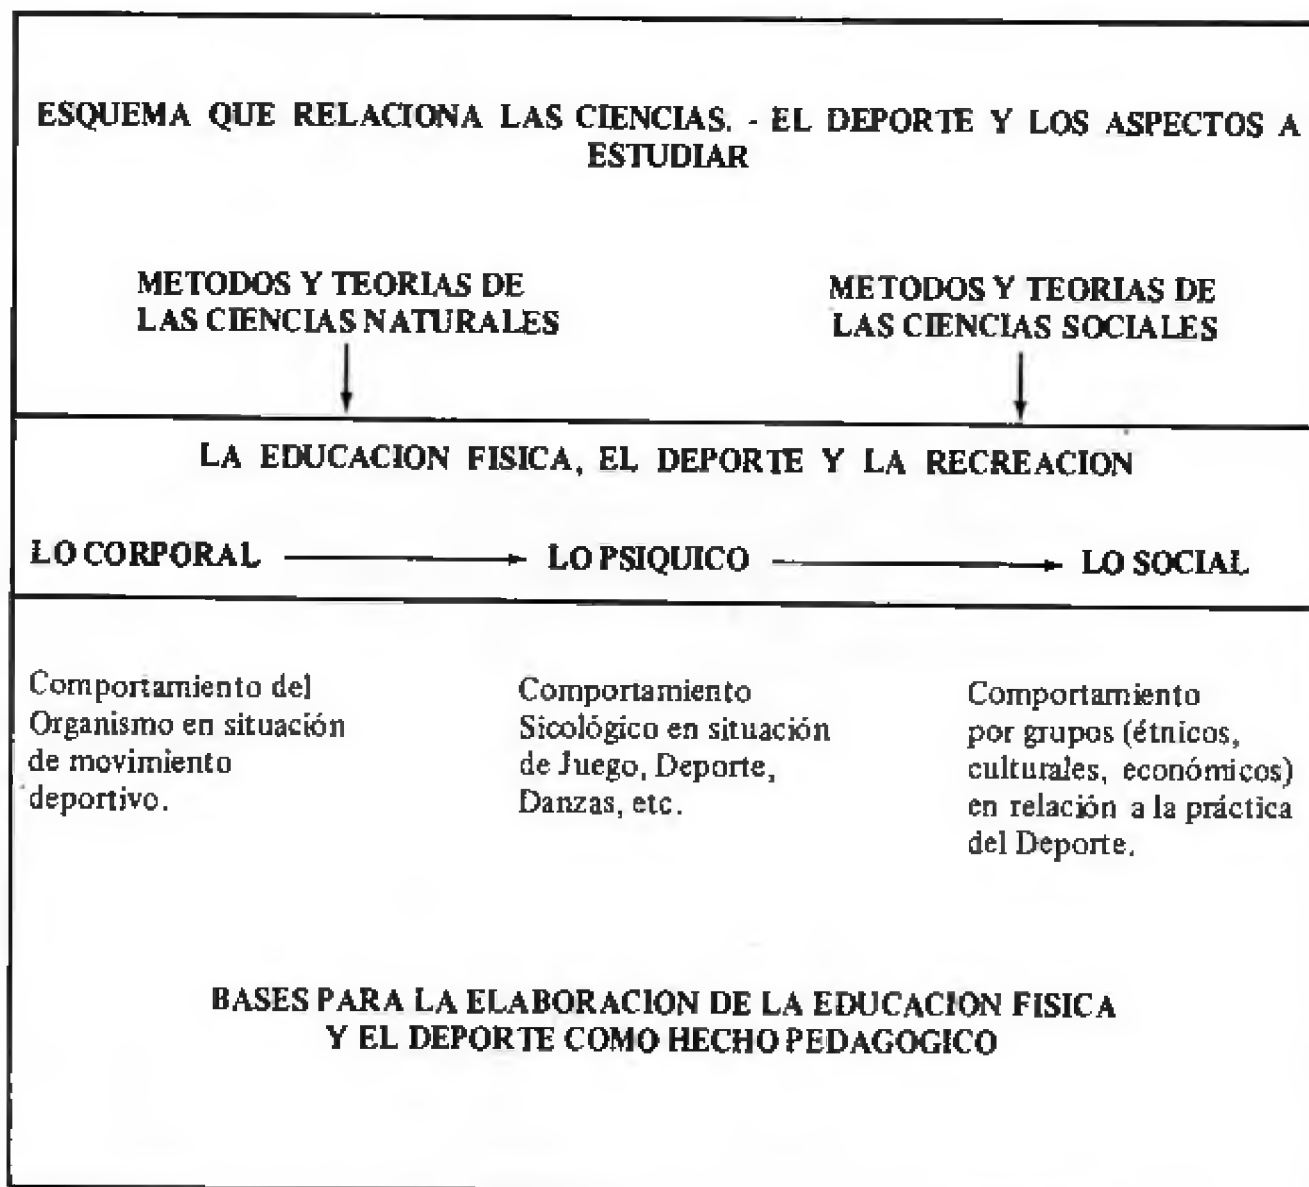 ESQUEMA QUE RELACIONA LAS CIENCIAS. - EL DEPORTE Y LOS ASPECTOS A
ESTUDIAR
METODOS Y TEORIAS DE
LAS CIENCIAS NATURALES
METODOS Y TEORIAS DE
LAS CIENCIAS SOCIALES
LA EDUCACION FISICA, EL DEPORTE Y LA RECREACION
LO CORPORAL LO PSIQUICO LO SOCIAL
Comportamiento del
Organismo en situación
de movimiento
deportivo.
Comportamiento
Sicológico en situación
de Juego, Deporte,
Danzas, etc.
Comportamiento
por grupos (étnicos,
culturales, económicos)
en relación a la práctica
del Deporte.
BASES PARA LA ELABORACION DE LA EDUCACION FISICA
Y EL DEPORTE COMO HECHO PEDAGOGICO